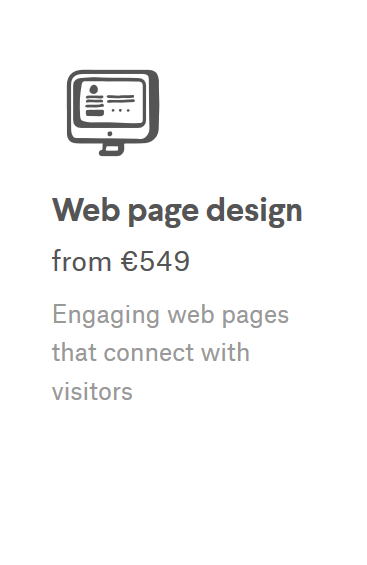 Web page design
from €549
Engaging web pages
that connect with
visitors